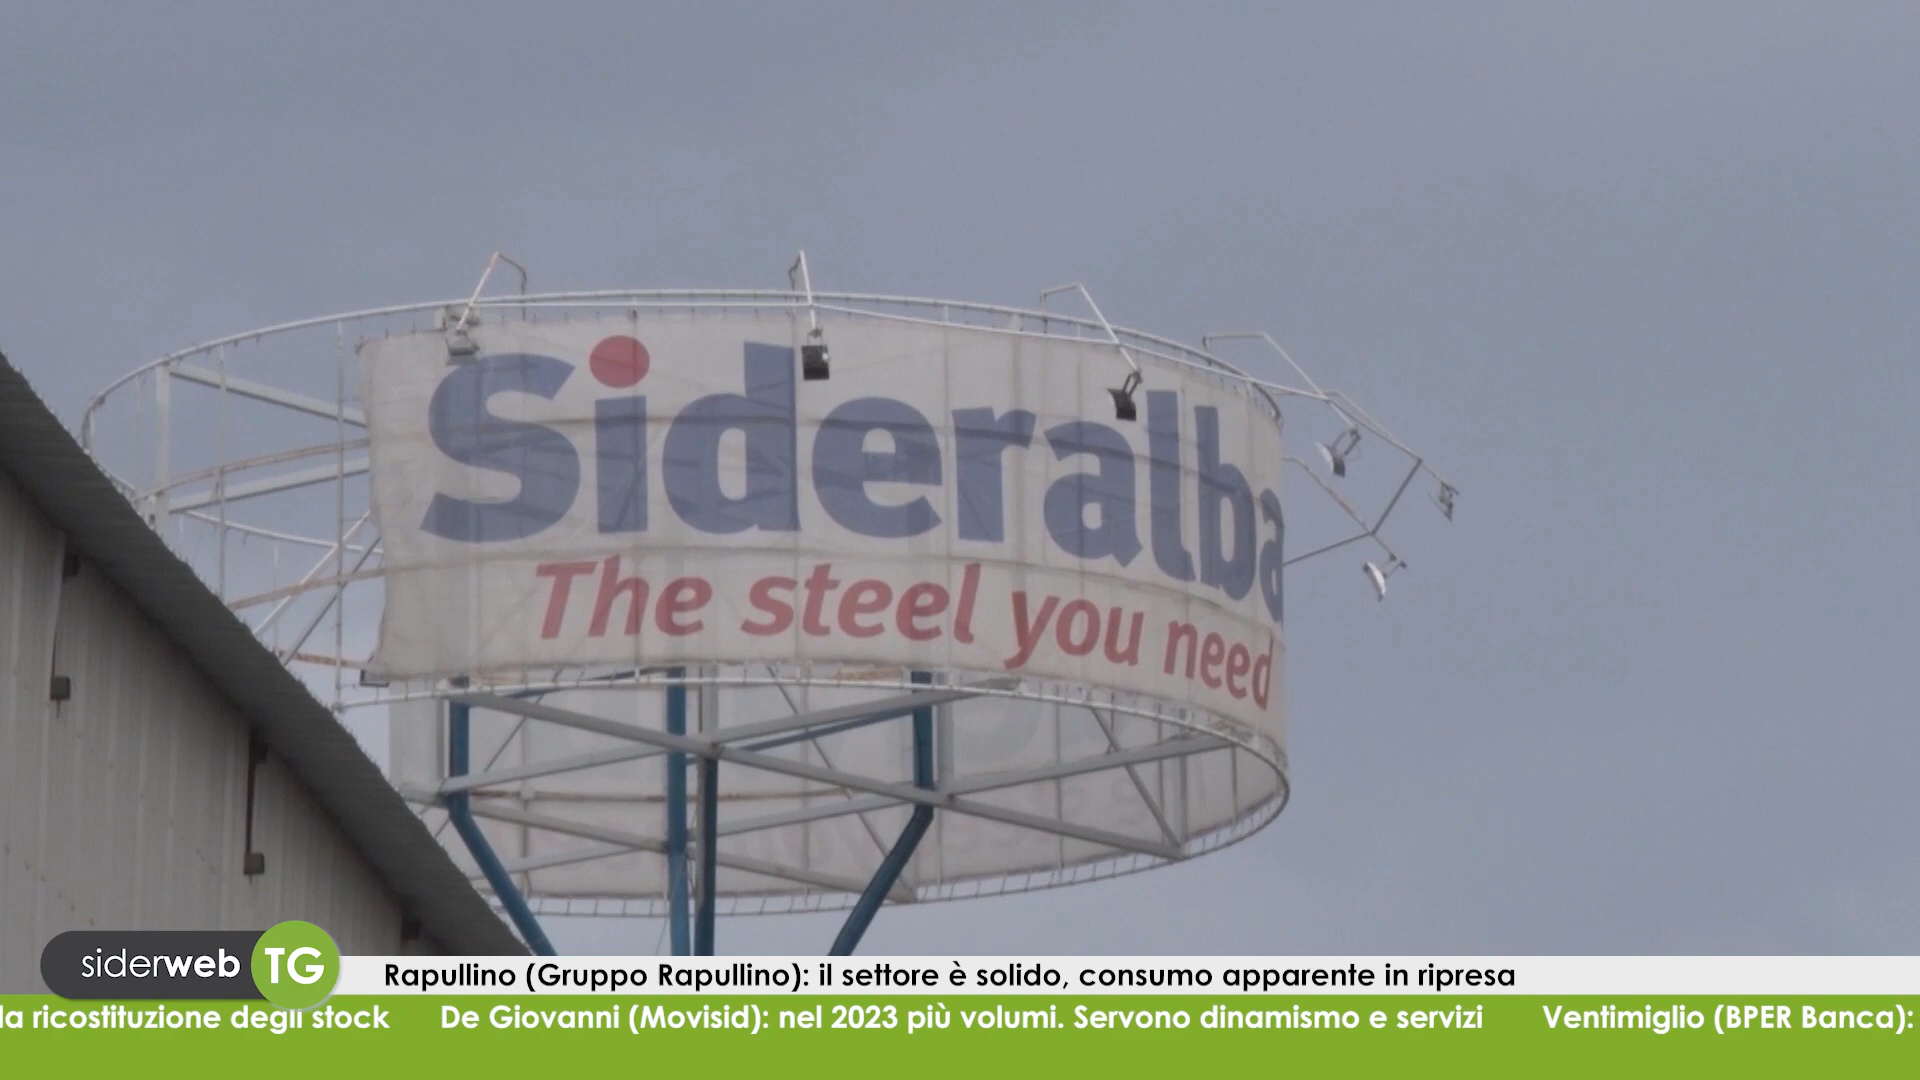 Sideralba
The steel you need
siderweb TG
Rapullino (Gruppo Rapullino): il settore è solido, consumo apparente in ripresa
la ricostituzione degli stock De Giovanni (Movisid): nel 2023 più volumi. Servono dinamismo e servizi Ventimiglio (BPER Banca):